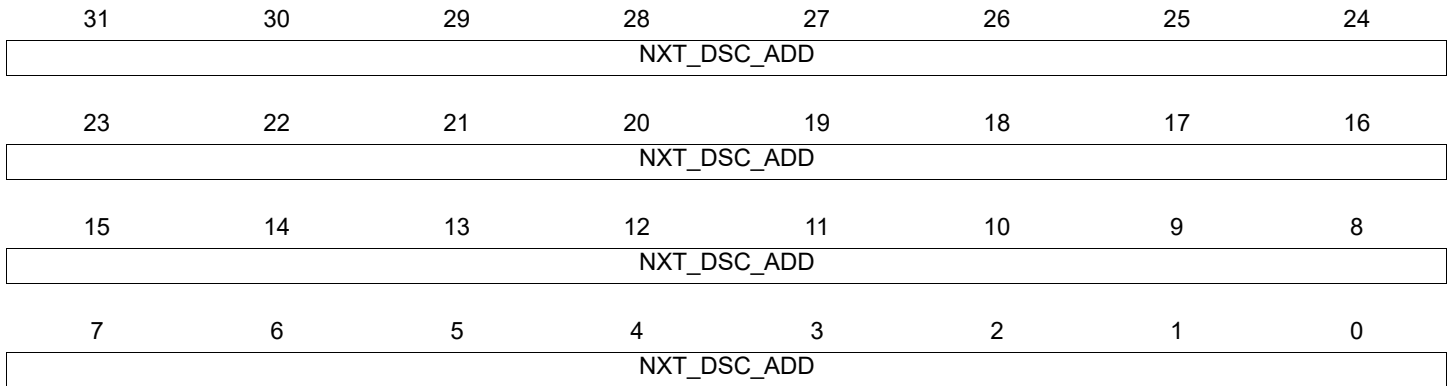 31 30 29 28 27 26 25 24
NXT_DSC_ADD
23 22 21 20 19 18 17 16
NXT_DSC_ADD
15 14 13 12 11 10 9 8
NXT_DSC_ADD
7 6 5 4 3 2 1 0
NXT_DSC_ADD